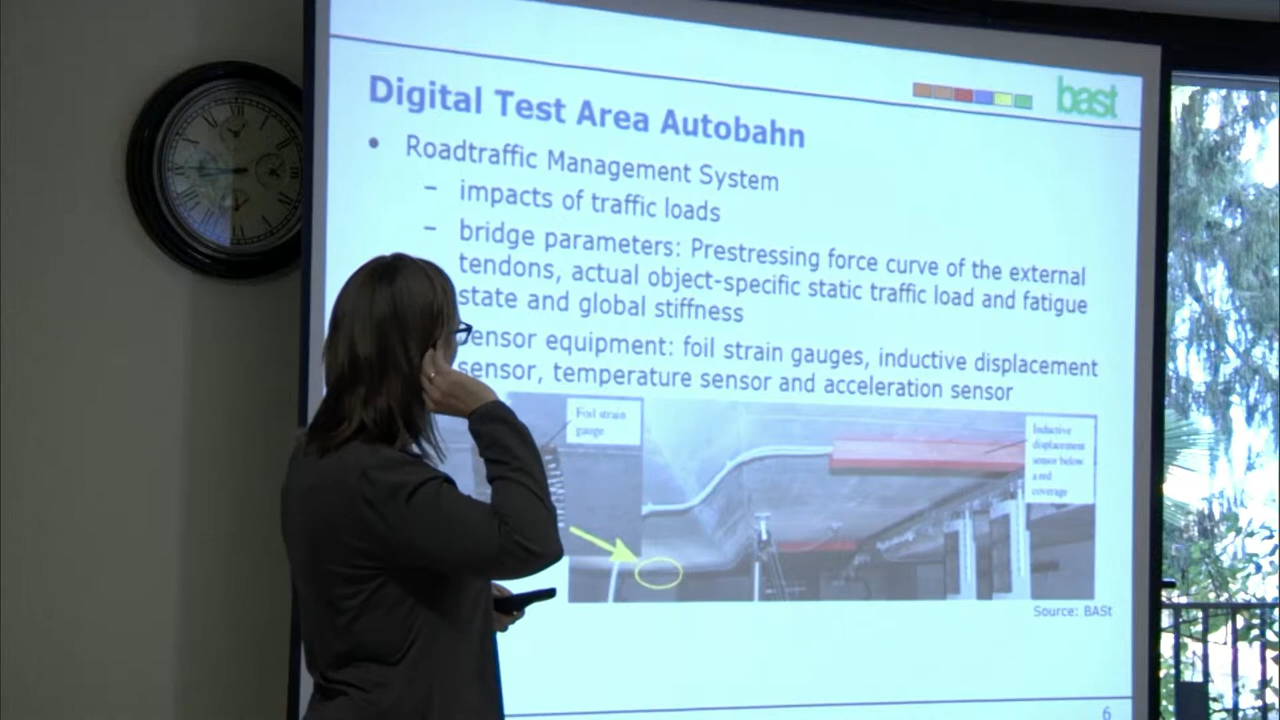 bast
Digital Test Area Autobahn
• Roadtraffic Management System
– impacts of traffic loads
– bridge parameters: Prestressing force curve of the external
tendons, actual object-specific static traffic load and fatigue
state and global stiffness
sensor equipment: foil strain gauges, inductive displacement
sensor, temperature sensor and acceleration sensor
Foil strain
gauge
Inductive
displacement
sensor below
a red
coverage
Source: BASt
6